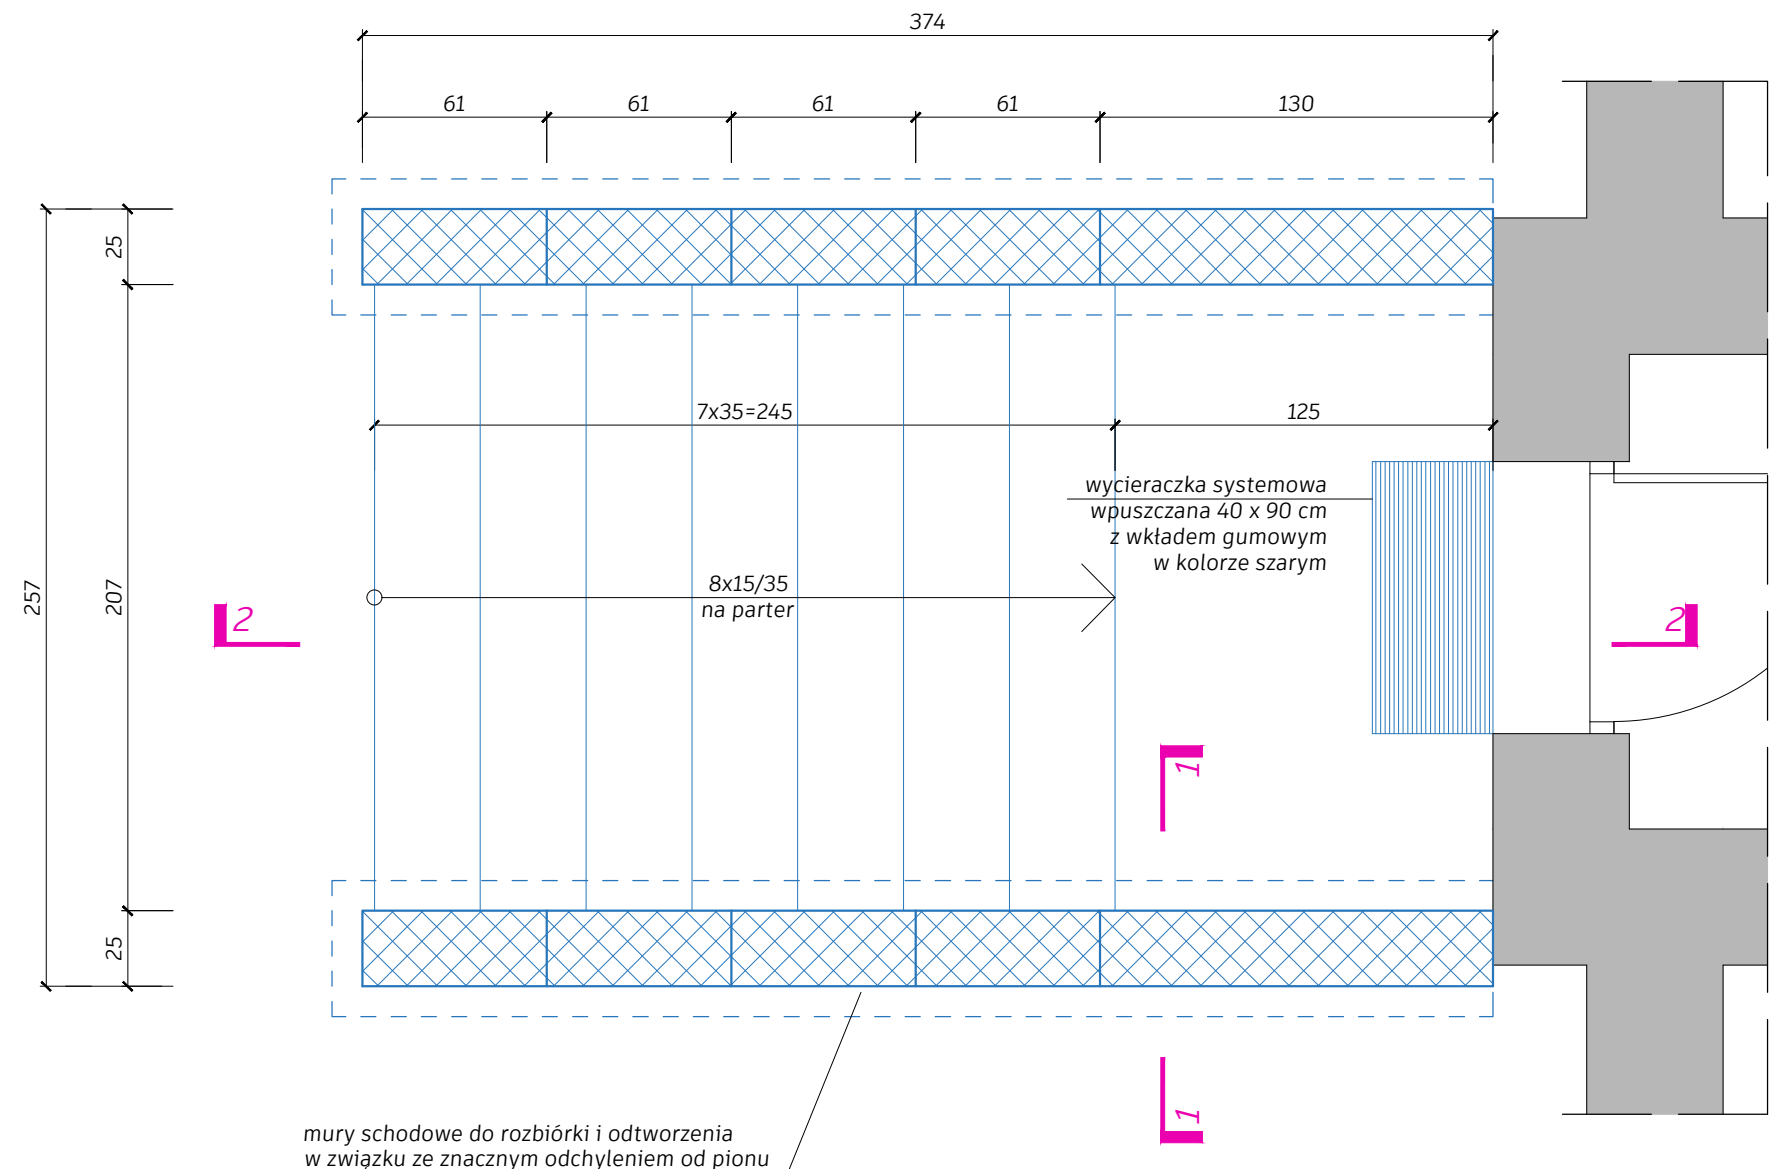 374
61
61
61
61
130
25
257
207
25
7x35=245
125
wycieraczka systemowa
wpuszczana 40 x 90 cm
z wkładem gumowym
w kolorze szarym
8x15/35
na parter
2
2
1
1
mury schodowe do rozbiórki i odtworzenia
w związku ze znacznym odchyleniem od pionu